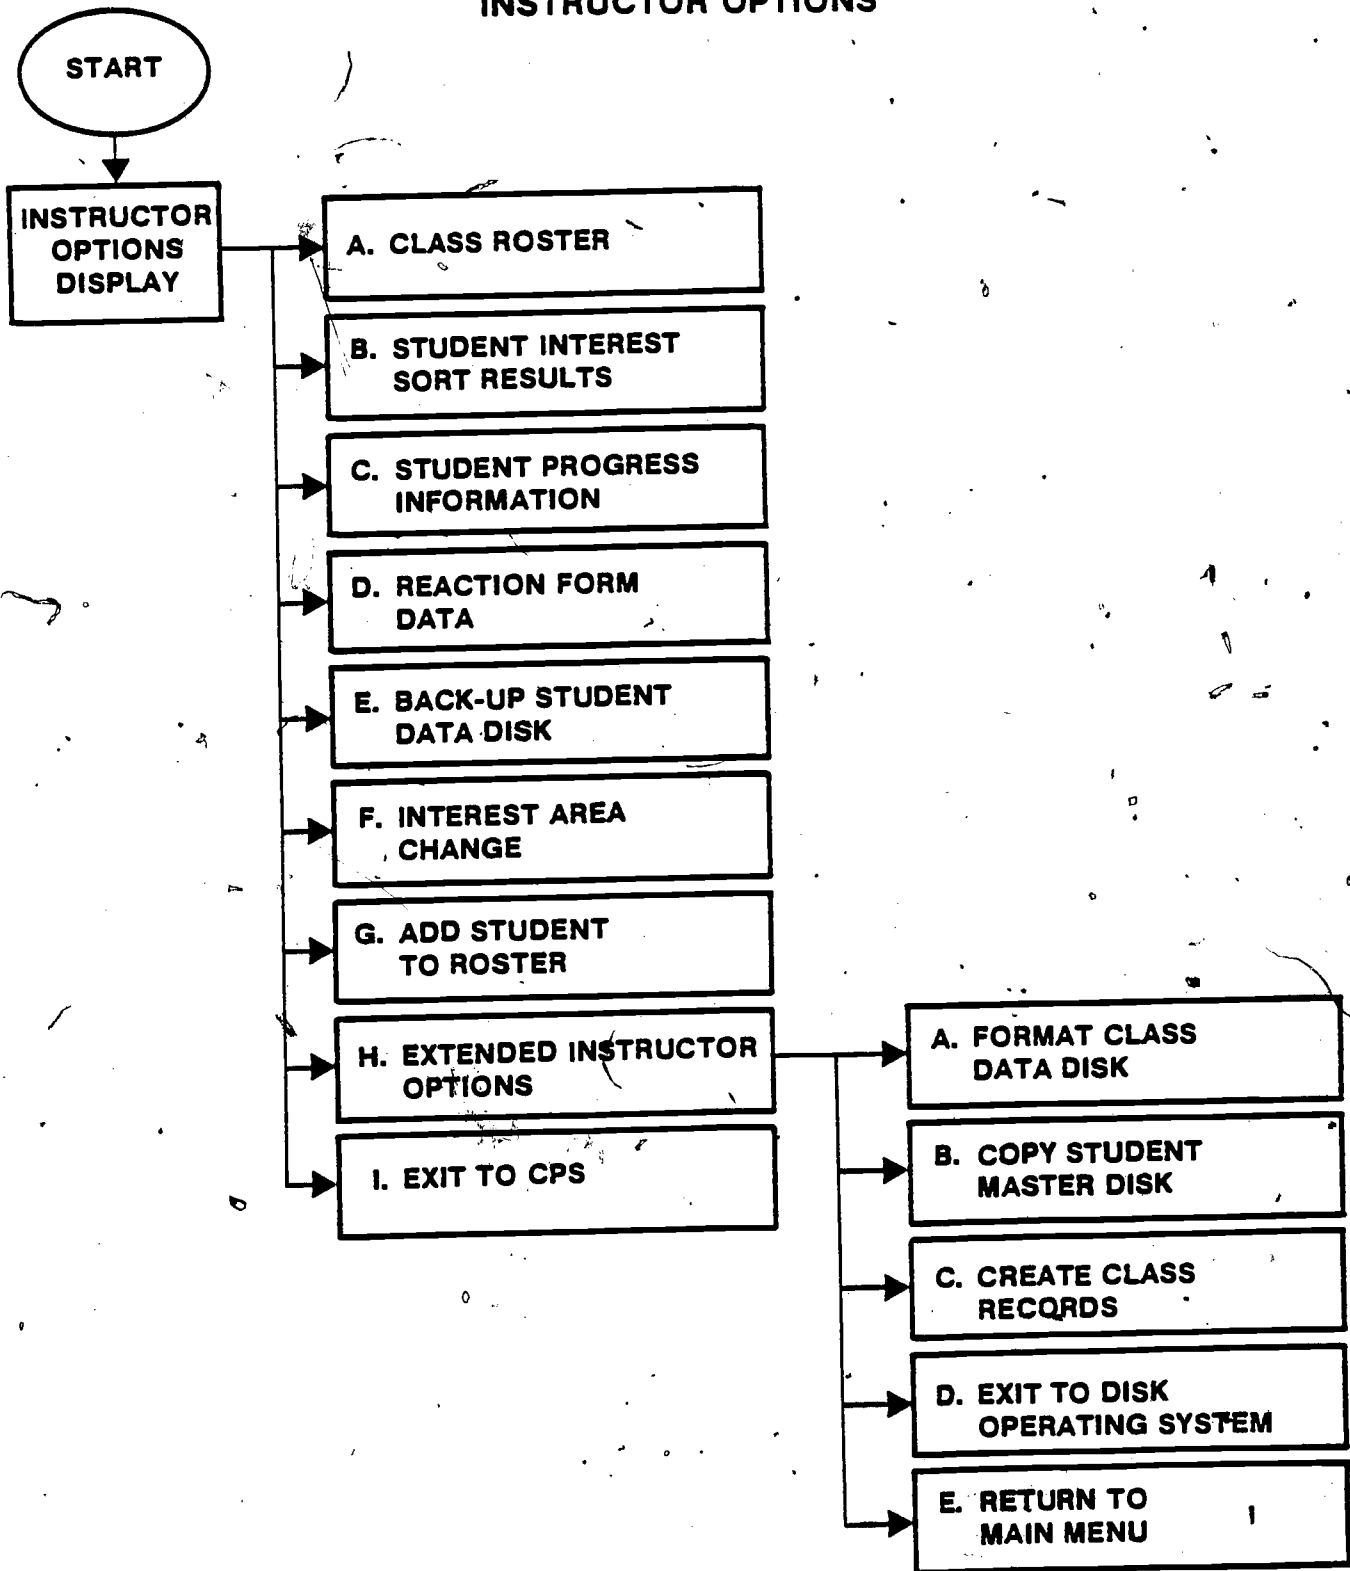 INSTRUCTOR OPTIONS
START
INSTRUCTOR
OPTIONS
DISPLAY
A. CLASS ROSTER
B. STUDENT INTEREST
SORT RESULTS
C. STUDENT PROGRESS
INFORMATION
D. REACTION FORM
DATA
E. BACK-UP STUDENT
DATA DISK
F. INTEREST AREA
CHANGE
G. ADD STUDENT
TO ROSTER
H. EXTENDED INSTRUCTOR
OPTIONS
I. EXIT TO CPS
A. FORMAT CLASS
DATA DISK
B. COPY STUDENT
MASTER DISK
C. CREATE CLASS
RECORDS
D. EXIT TO DISK
OPERATING SYSTEM
E. RETURN TO
MAIN MENU